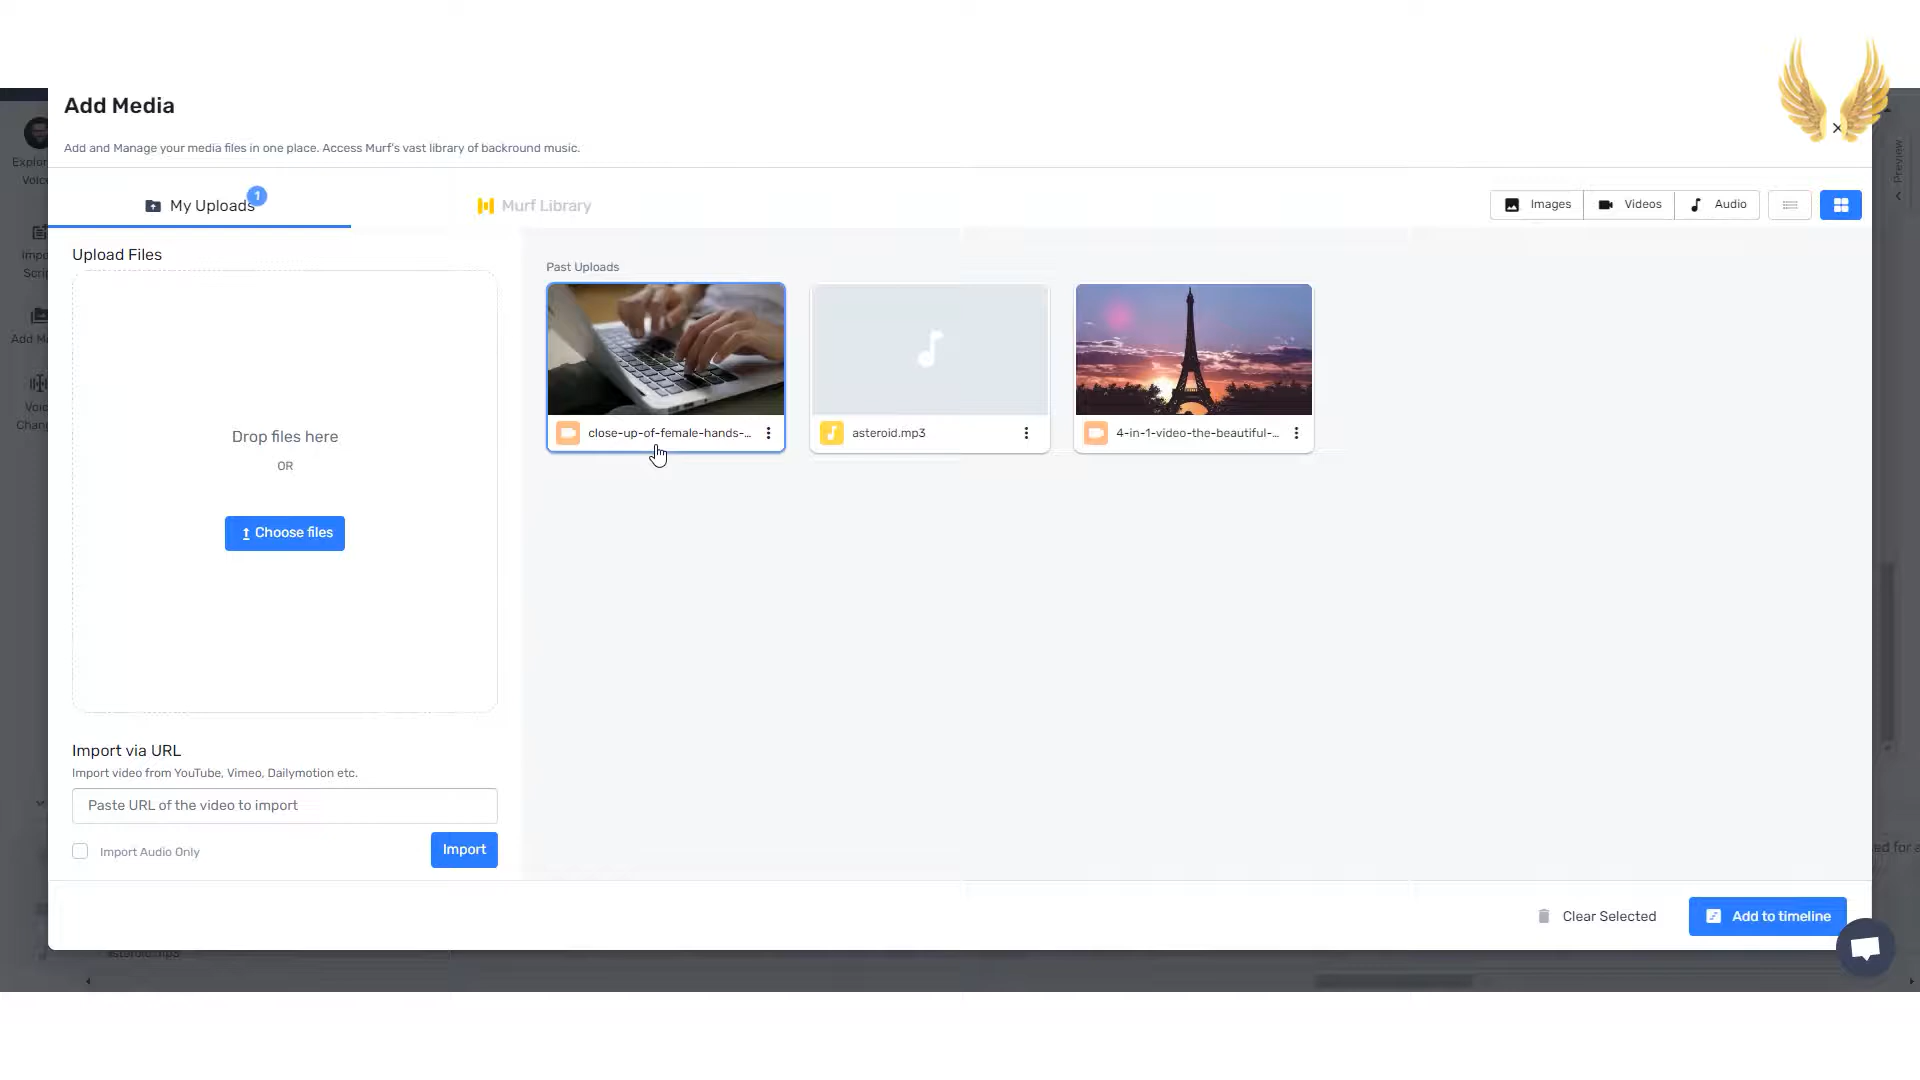 Add Media
Add and Manage your media files in one place. Access Murf's vast library of backround music.
My Uploads
1
Murf Library
Images
Videos
Audio
Preview
Upload Files
Drop files here
OR
Choose files
Import via URL
Import video from YouTube, Vimeo, Dailymotion etc.
Paste URL of the video to import
Import Audio Only
Import
Past Uploads
close-up-of-female-hands-...
asteroid.mp3
4-in-1-video-the-beautiful-...
Clear Selected
Add to timeline
asteroid.mp3